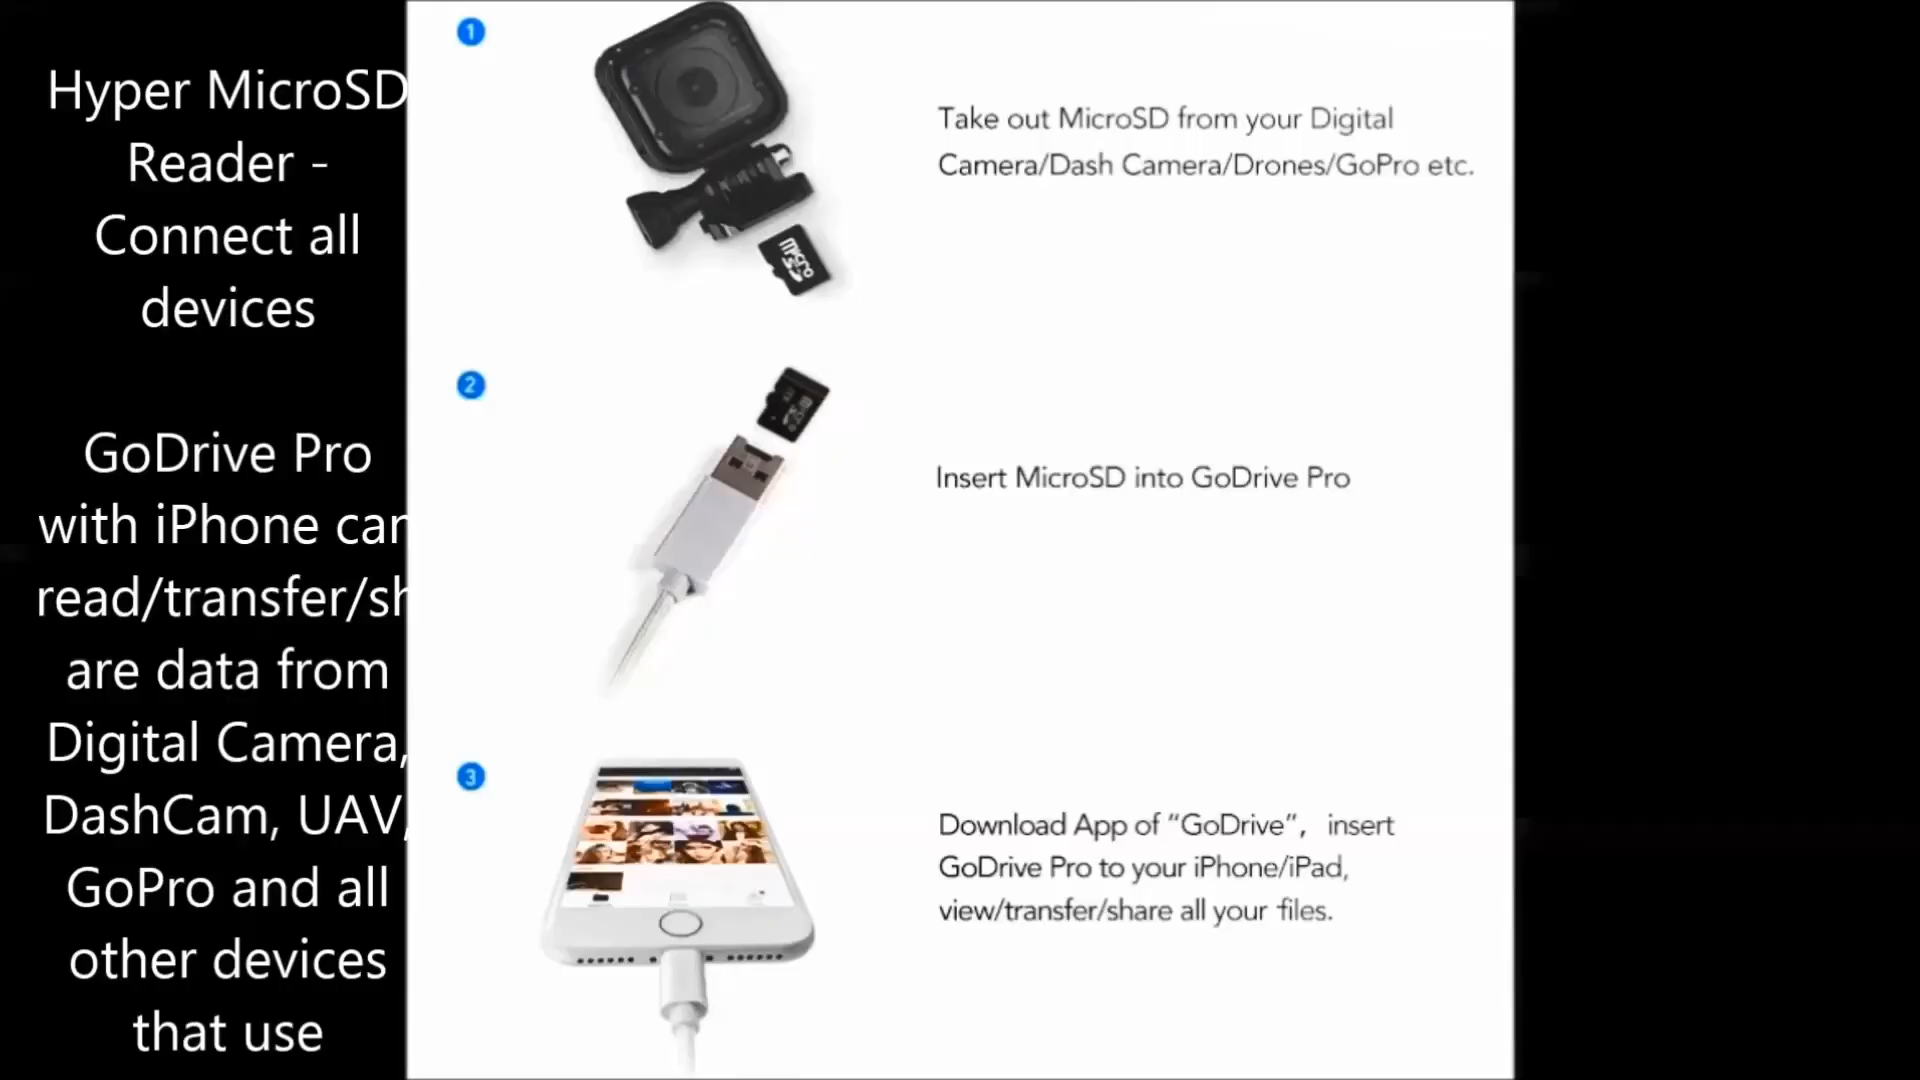 Hyper MicroSD
Reader -
Connect all
devices
GoDrive Pro
with iPhone can
read/transfer/sh
are data from
Digital Camera,
DashCam, UAV,
GoPro and all
other devices
that use
1
Take out MicroSD from your Digital
Camera/Dash Camera/Drones/GoPro etc.
micro
2
Insert MicroSD into GoDrive Pro
3
Download App of “GoDrive”, insert
GoDrive Pro to your iPhone/iPad,
view/transfer/share all your files.